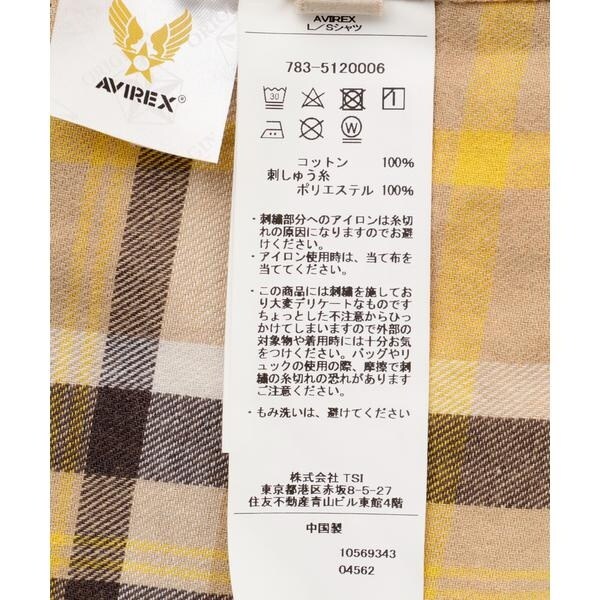 AVIREX®
AVIREX
L/Sシャツ
783-5120006
30
W
コットン 100%
刺しゅう糸
ポリエステル 100%
・刺繍部分へのアイロンは糸切
れの原因になりますのでお避
けください。
・アイロン使用時は、当て布を
当ててください。
・この商品には刺繍を施してお
り大変デリケートなものです
ちょっとした不注意からひっ
かけてしまいますので外部の
対象物や着用時には十分お気
をつけください。バッグやリ
ュックの使用の際、摩擦で刺
繍の糸切れの恐れがあります
ご注意ください。
・もみ洗いは、避けてください
株式会社 TSI
東京都港区赤坂8-5-27
住友不動産青山ビル東館4階
中国製
10569343
04562